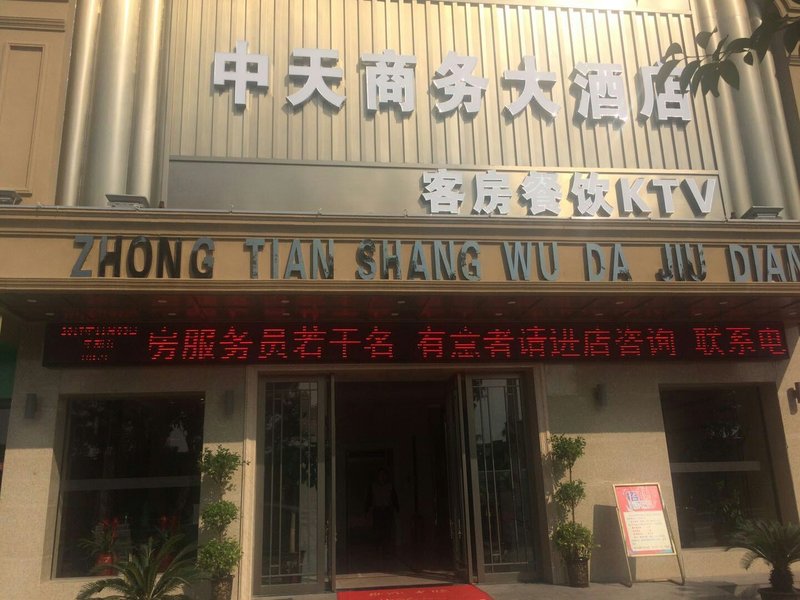 中天商务大酒店
客房餐饮KTV
ZHONG TIAN SHANG WU DA JIU DIAN
房服务员若干名 有意者请进店咨询 联系电